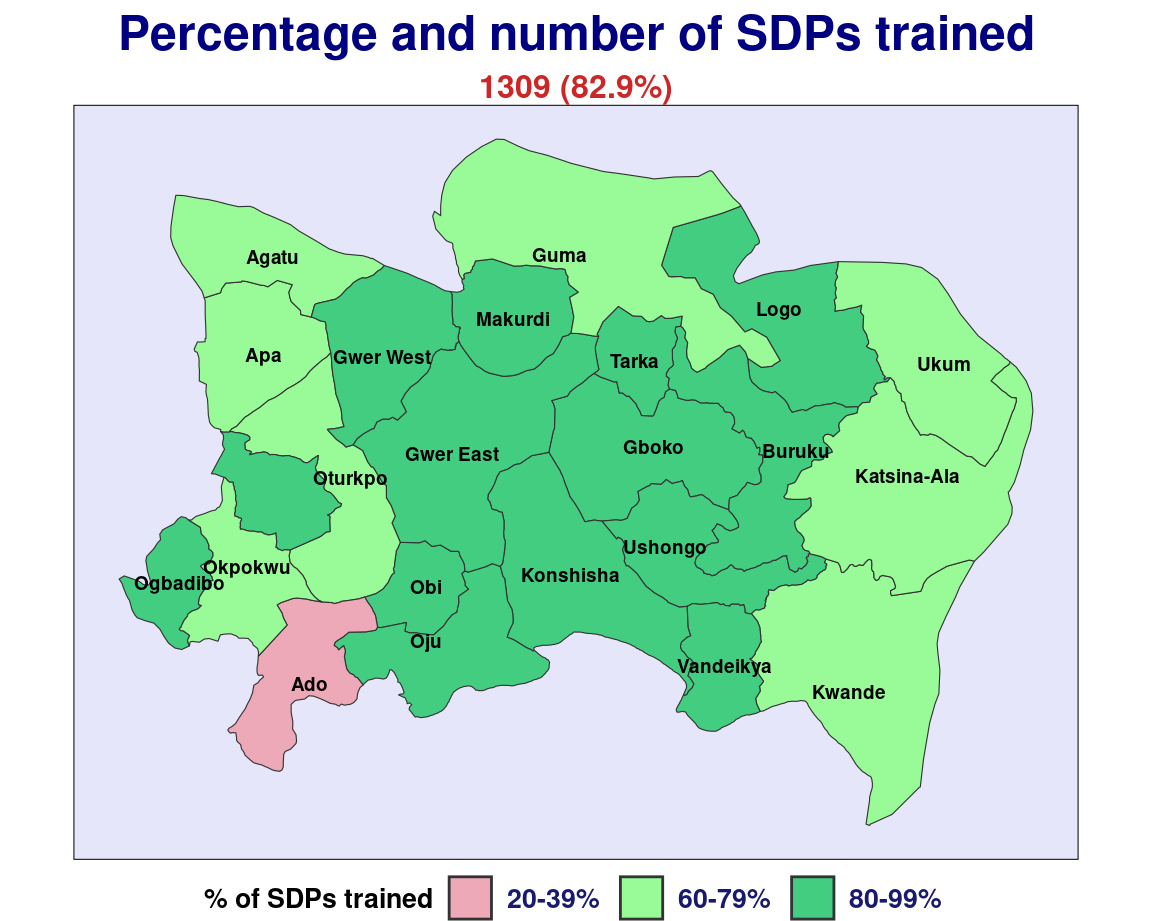 Percentage and number of SDPs trained
1309 (82.9%)
Agatu
Guma
Logo
Makurdi
Apa
Gwer West
Tarka
Ukum
Gwer East
Gboko
Buruku
Oturkpo
Katsina-Ala
Ushongo
Okpokwu
Ogbadibo
Obi
Konshisha
Oju
Vandeikya
Ado
Kwande
% of SDPs trained 20-39% 60-79% 80-99%